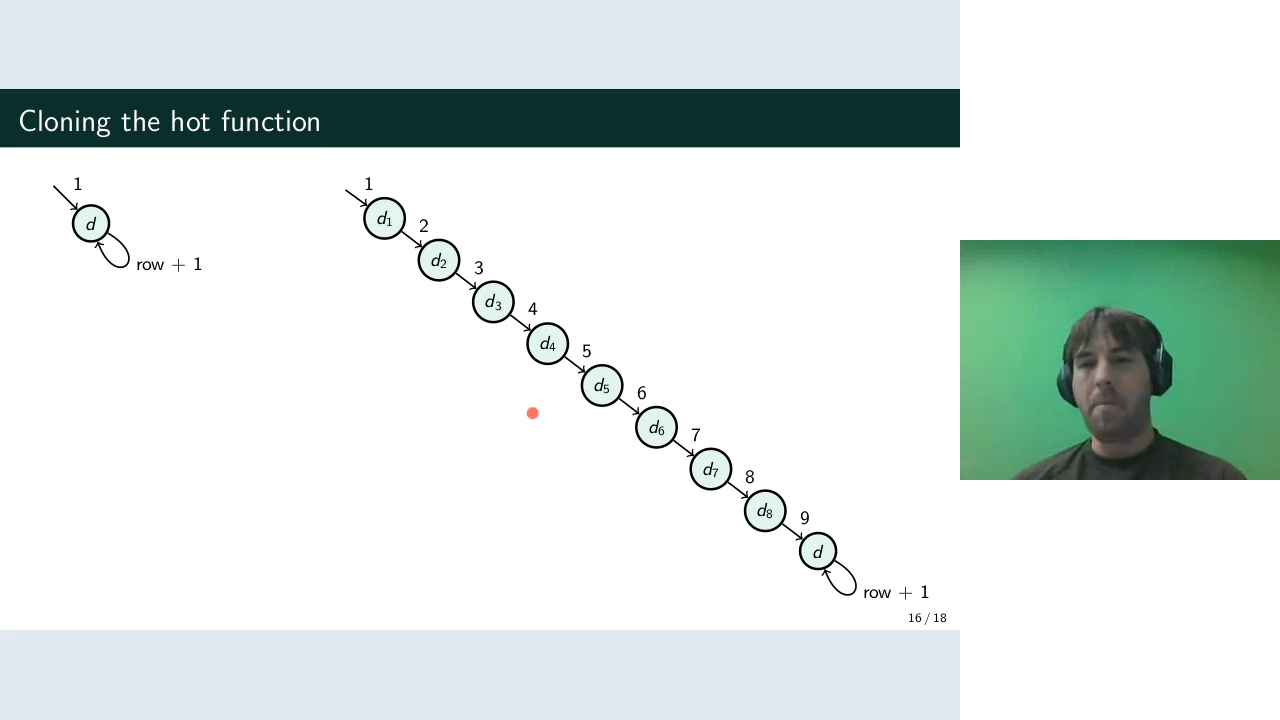 Cloning the hot function
1
d
row + 1
1
d₁
2
d₂
3
d₃
4
d₄
5
d₅
6
d₆
7
d₇
8
d₈
9
d
row + 1
16 / 18